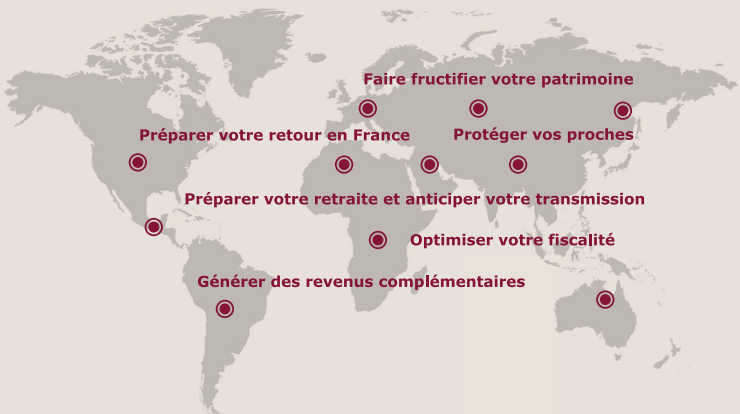 Faire fructifier votre patrimoine
Préparer votre retour en France
Protéger vos proches
Préparer votre retraite et anticiper votre transmission
Optimiser votre fiscalité
Générer des revenus complémentaires